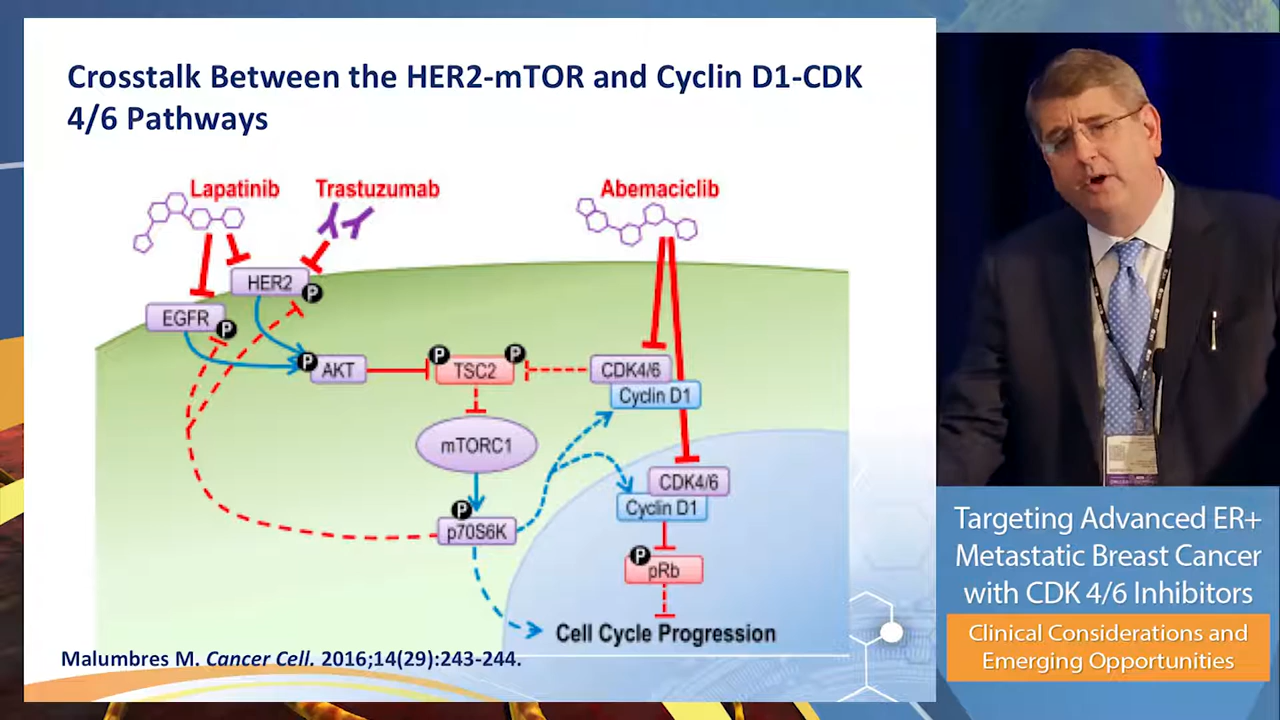 Crosstalk Between the HER2-mTOR and Cyclin D1-CDK
4/6 Pathways
Lapatinib
Trastuzumab
Abemaciclib
HER2
P
EGFR
P
P
AKT
P
TSC2
P
CDK4/6
Cyclin D1
mTORC1
P
p70S6K
CDK4/6
Cyclin D1
P
pRb
Cell Cycle Progression
Malumbres M. Cancer Cell. 2016;14(29):243-244.
Targeting Advanced ER+
Metastatic Breast Cancer
with CDK 4/6 Inhibitors
Clinical Considerations and
Emerging Opportunities